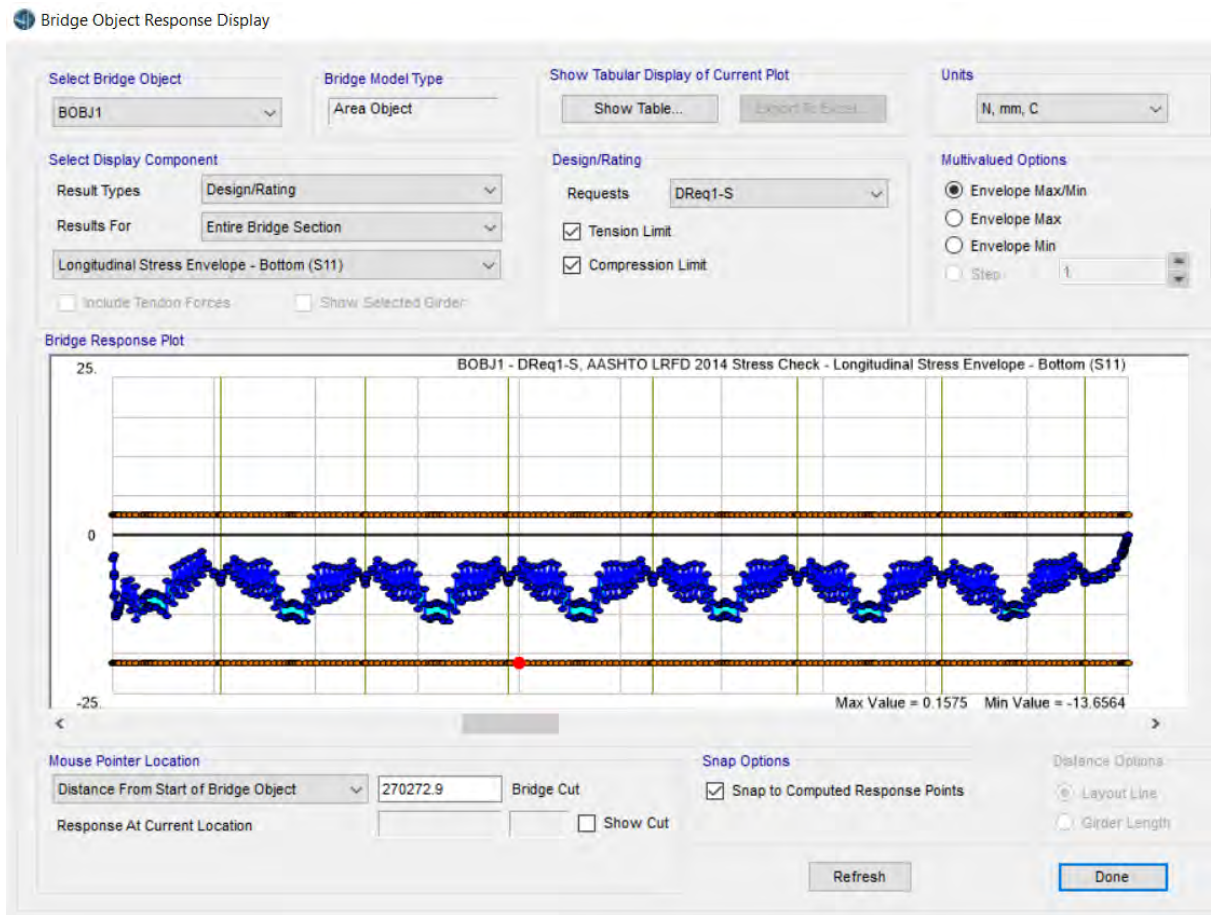 Bridge Object Response Display
Select Bridge Object
BOBJ1
Bridge Model Type
Area Object
Show Tabular Display of Current Plot
Show Table...
Export To Excel...
Units
N, mm, C
Select Display Component
Result Types
Design/Rating
Results For
Entire Bridge Section
Longitudinal Stress Envelope - Bottom (S11)
Include Tendon Forces
Show Selected Girder
Design/Rating
Requests
DReq1-S
Tension Limit
Compression Limit
Multivalued Options
Envelope Max/Min
Envelope Max
Envelope Min
Step
1
Bridge Response Plot
25.
BOBJ1 - DReq1-S, AASHTO LRFD 2014 Stress Check - Longitudinal Stress Envelope - Bottom (S11)
0
-25.
Max Value = 0.1575 Min Value = -13.6564
Mouse Pointer Location
Distance From Start of Bridge Object
270272.9
Bridge Cut
Response At Current Location
Show Cut
Snap Options
Snap to Computed Response Points
Distance Options
Layout Line
Girder Length
Refresh
Done